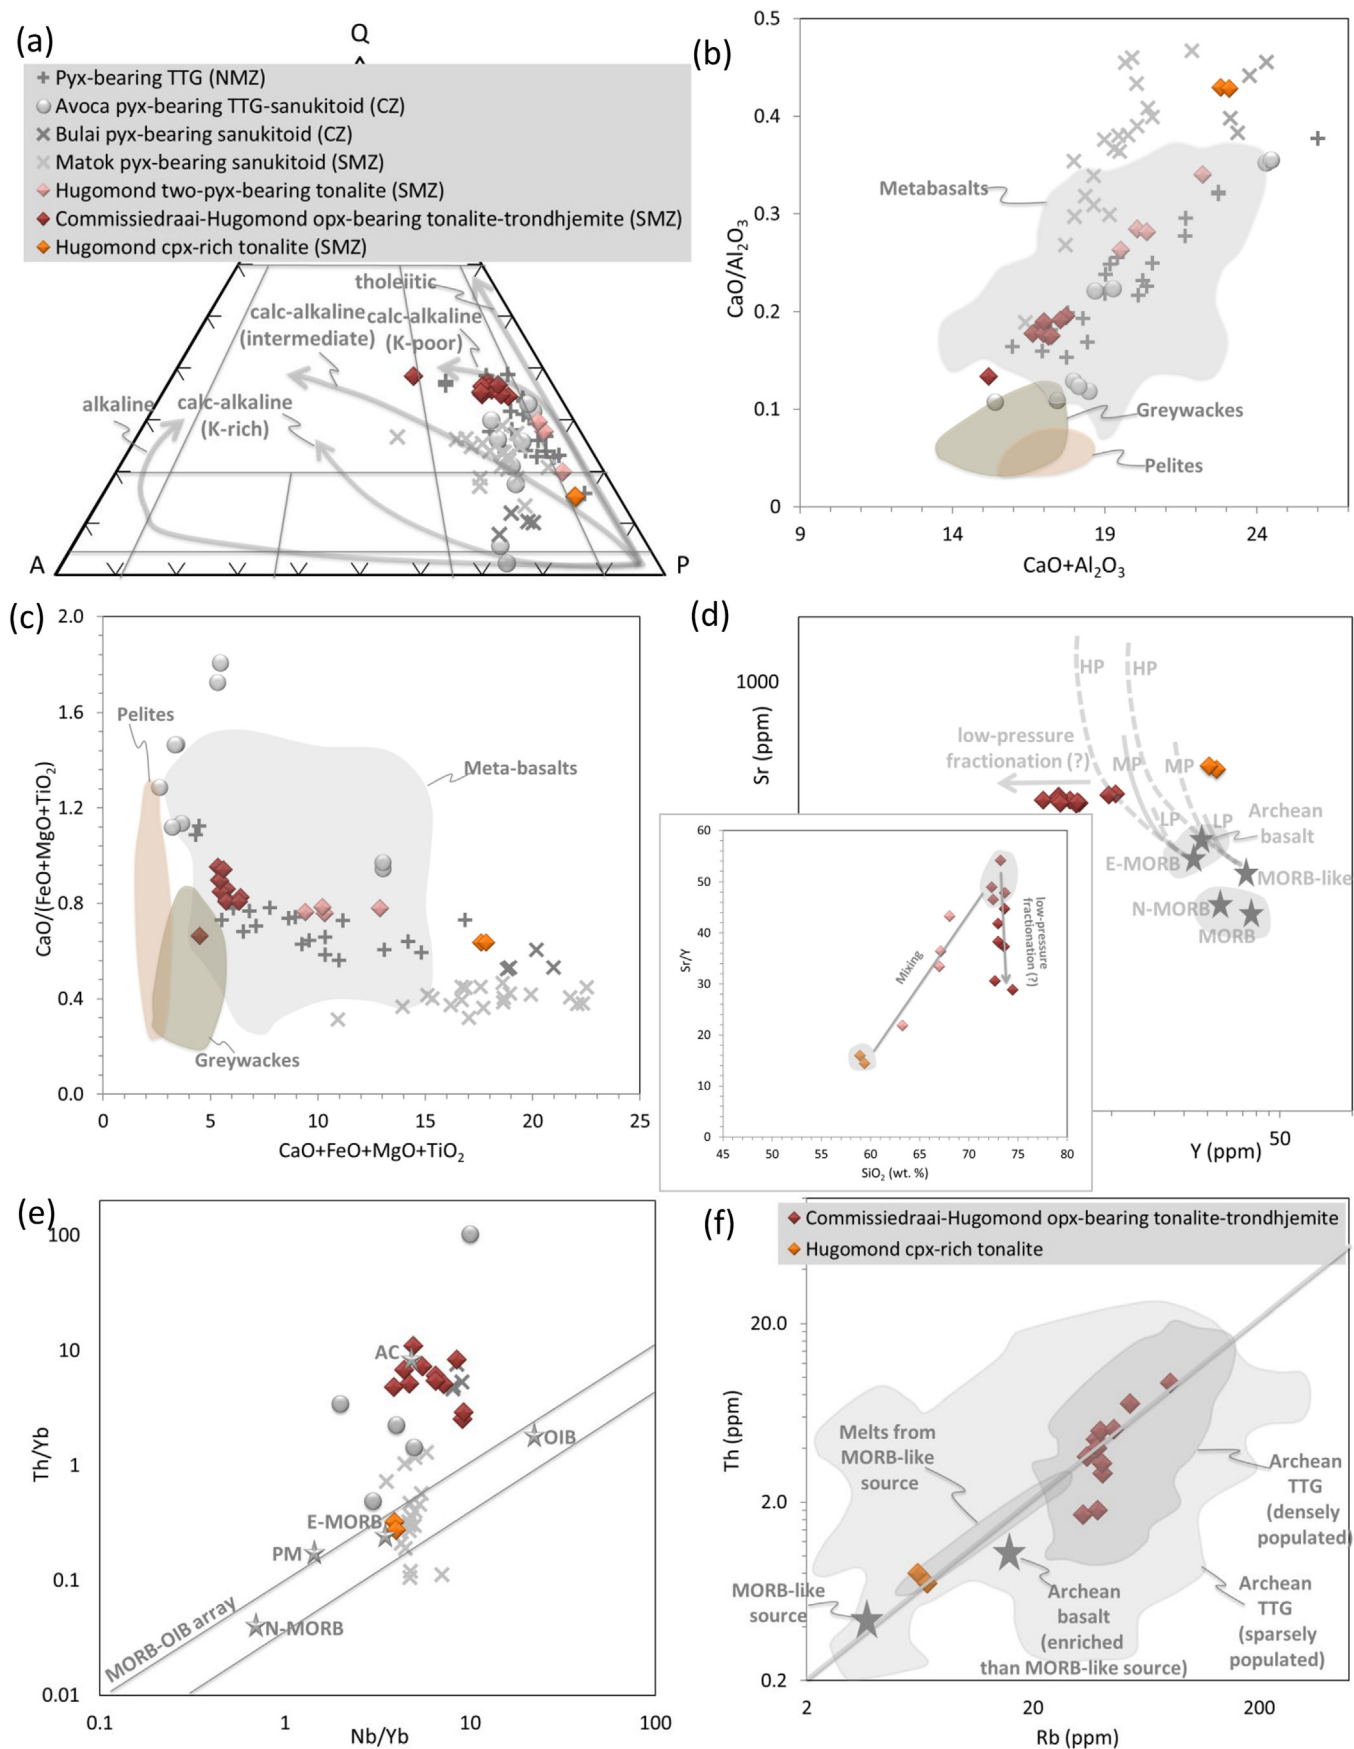 (a)
Q
Pyx-bearing TTG (NMZ)
Avoca pyx-bearing TTG-sanukitoid (CZ)
Bulai pyx-bearing sanukitoid (CZ)
Matok pyx-bearing sanukitoid (SMZ)
Hugomond two-pyx-bearing tonalite (SMZ)
Commissiedraai-Hugomond opx-bearing tonalite-trondhjemite (SMZ)
Hugomond cpx-rich tonalite (SMZ)
tholeiitic
calc-alkaline
(intermediate)
calc-alkaline
(K-poor)
alkaline
calc-alkaline
(K-rich)
A
P
(b)
0.5
0.4
0.3
0.2
0.1
0
CaO/Al₂O₃
Metabasalts
Greywackes
Pelites
9
14
19
24
CaO+Al₂O₃
(c)
2.0
1.6
1.2
0.8
0.4
0.0
CaO/(FeO+MgO+TiO₂)
Pelites
Meta-basalts
Greywackes
0
5
10
15
20
25
CaO+FeO+MgO+TiO₂
(d)
1000
Sr (ppm)
HP
HP
low-pressure
fractionation (?)
MP
MP
LP
LP
Archean
basalt
E-MORB
MORB-like
N-MORB
MORB
50
Y (ppm)
60
50
40
30
20
10
0
Sr/Y
Mixing
low-pressure
fractionation (?)
45
50
55
60
65
70
75
80
SiO₂ (wt. %)
(e)
100
10
1
0.1
0.01
Th/Yb
AC
OIB
E-MORB
PM
N-MORB
MORB-OIB array
0.1
1
10
100
Nb/Yb
(f)
Commissiedraai-Hugomond opx-bearing tonalite-trondhjemite
Hugomond cpx-rich tonalite
20.0
2.0
0.2
Th (ppm)
Melts from
MORB-like
source
Archean
TTG
(densely
populated)
MORB-like
source
Archean
basalt
(enriched
than MORB-like source)
Archean
TTG
(sparsely
populated)
2
20
200
Rb (ppm)